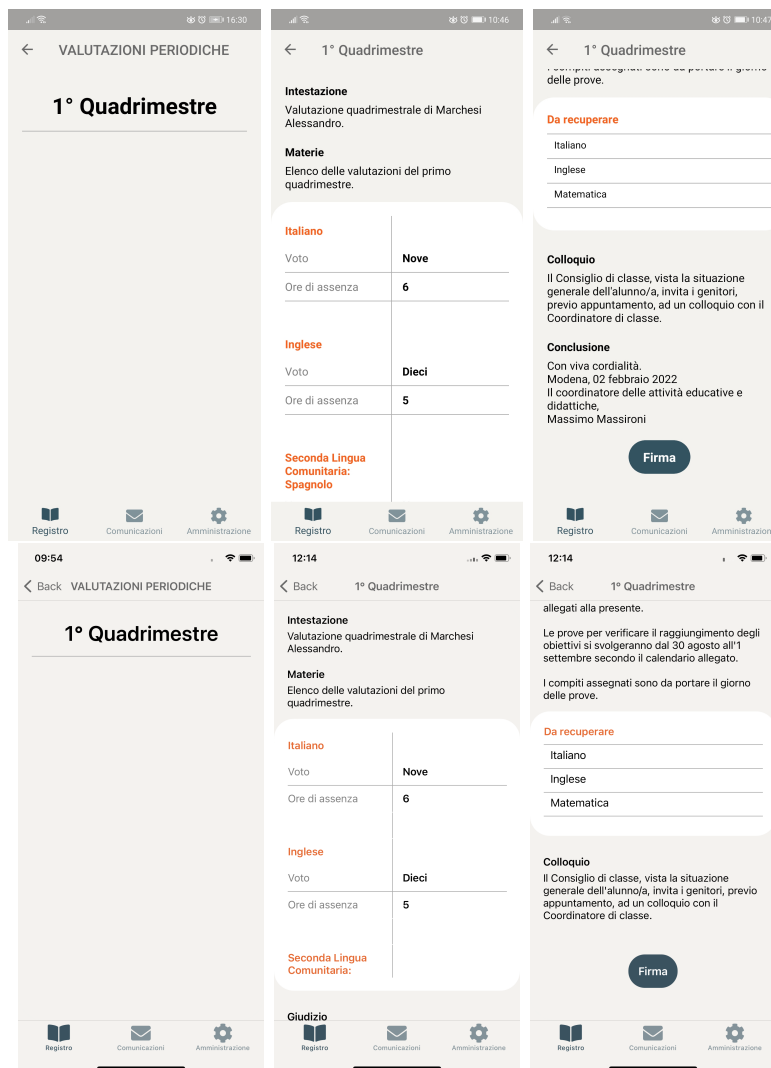 16:30
VALUTAZIONI PERIODICHE
1° Quadrimestre
Registro
Comunicazioni
Amministrazione
10:46
1° Quadrimestre
Intestazione
Valutazione quadrimestrale di Marchesi
Alessandro.
Materie
Elenco delle valutazioni del primo
quadrimestre.
Italiano
Voto Nove
Ore di assenza 6
Inglese
Voto Dieci
Ore di assenza 5
Seconda Lingua
Comunitaria:
Spagnolo
Registro
Comunicazioni
Amministrazione
10:47
1° Quadrimestre
I compiti assegnati sono da portare il giorno
delle prove.
Da recuperare
Italiano
Inglese
Matematica
Colloquio
Il Consiglio di classe, vista la situazione
generale dell'alunno/a, invita i genitori,
previo appuntamento, ad un colloquio con il
Coordinatore di classe.
Conclusione
Con viva cordialità.
Modena, 02 febbraio 2022
Il coordinatore delle attività educative e
didattiche,
Massimo Massironi
Firma
Registro
Comunicazioni
Amministrazion
09:54
Back VALUTAZIONI PERIODICHE
1° Quadrimestre
Registro
Comunicazioni
Amministrazione
12:14
Back 1° Quadrimestre
Intestazione
Valutazione quadrimestrale di Marchesi
Alessandro.
Materie
Elenco delle valutazioni del primo
quadrimestre.
Italiano
Voto Nove
Ore di assenza 6
Inglese
Voto Dieci
Ore di assenza 5
Seconda Lingua
Comunitaria:
Giudizio
Registro
Comunicazioni
Amministrazione
12:14
Back 1° Quadrimestre
allegati alla presente.
Le prove per verificare il raggiungimento degli
obiettivi si svolgeranno dal 30 agosto all'1
settembre secondo il calendario allegato.
I compiti assegnati sono da portare il giorno
delle prove.
Da recuperare
Italiano
Inglese
Matematica
Colloquio
Il Consiglio di classe, vista la situazione
generale dell'alunno/a, invita i genitori, previo
appuntamento, ad un colloquio con il
Coordinatore di classe.
Firma
Registro
Comunicazioni
Amministrazione